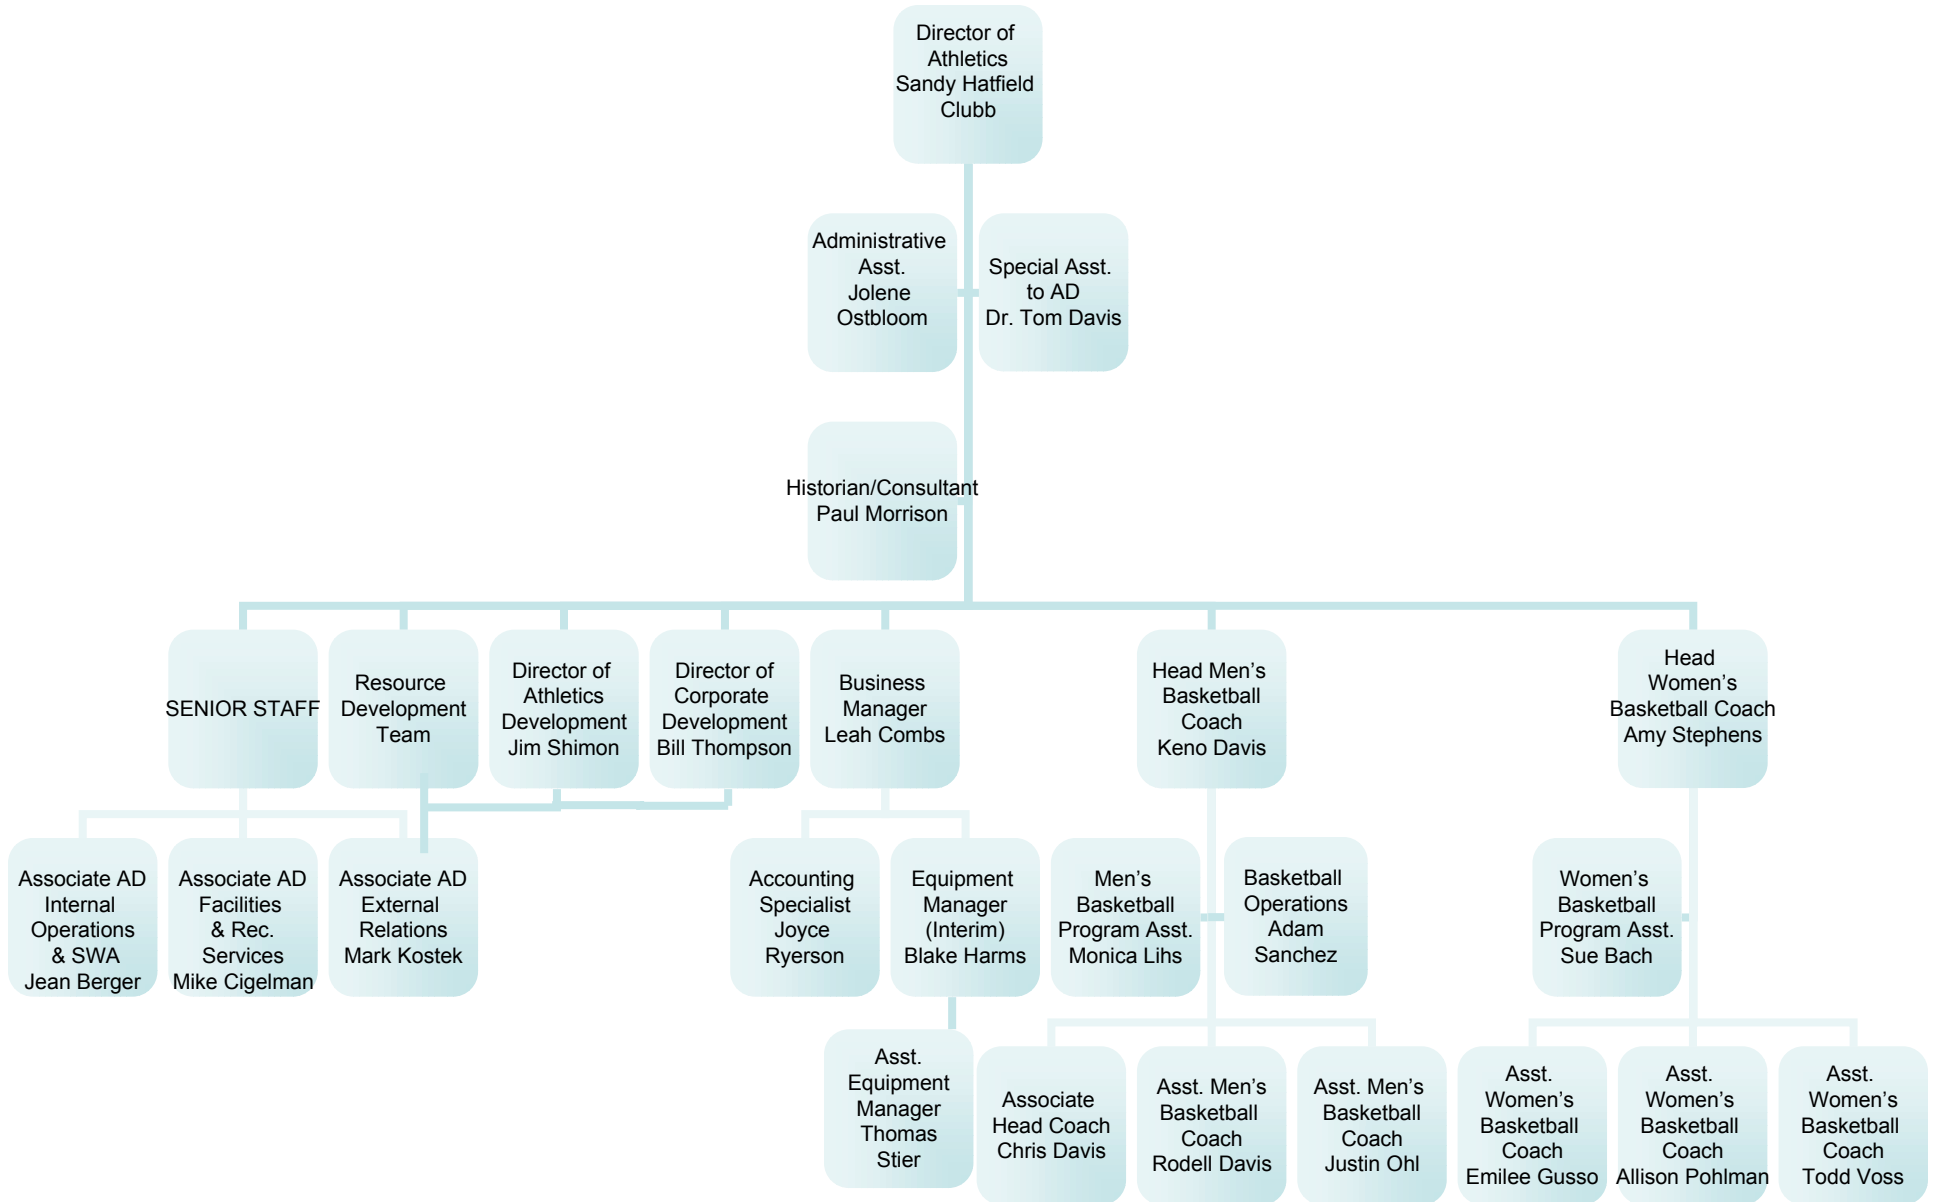 Director of
Athletics
Sandy Hatfield
Clubb
Administrative
Asst.
Jolene
Ostbloom
Special Asst.
to AD
Dr. Tom Davis
Historian/Consultant
Paul Morrison
SENIOR STAFF
Resource
Development
Team
Director of
Athletics
Development
Jim Shimon
Director of
Corporate
Development
Bill Thompson
Business
Manager
Leah Combs
Head Men’s
Basketball
Coach
Keno Davis
Head
Women’s
Basketball Coach
Amy Stephens
Associate AD
Internal
Operations
& SWA
Jean Berger
Associate AD
Facilities
& Rec.
Services
Mike Cigelman
Associate AD
External
Relations
Mark Kostek
Accounting
Specialist
Joyce
Ryerson
Equipment
Manager
(Interim)
Blake Harms
Men’s
Basketball
Program Asst.
Monica Lihs
Basketball
Operations
Adam
Sanchez
Women’s
Basketball
Program Asst.
Sue Bach
Asst.
Equipment
Manager
Thomas
Stier
Associate
Head Coach
Chris Davis
Asst. Men’s
Basketball
Coach
Rodell Davis
Asst. Men’s
Basketball
Coach
Justin Ohl
Asst.
Women’s
Basketball
Coach
Emilee Gusso
Asst.
Women’s
Basketball
Coach
Allison Pohlman
Asst.
Women’s
Basketball
Coach
Todd Voss